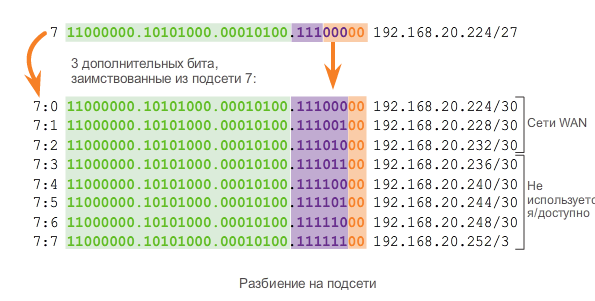 7 11000000.10101000.00010100.11100000 192.168.20.224/27
3 дополнительных бита,
заимствованные из подсети 7:
7:0 11000000.10101000.00010100.11100000 192.168.20.224/30
7:1 11000000.10101000.00010100.11100100 192.168.20.228/30
7:2 11000000.10101000.00010100.11101000 192.168.20.232/30
Сети WAN
7:3 11000000.10101000.00010100.11101100 192.168.20.236/30
7:4 11000000.10101000.00010100.11110000 192.168.20.240/30
7:5 11000000.10101000.00010100.11110100 192.168.20.244/30
7:6 11000000.10101000.00010100.11111000 192.168.20.248/30
7:7 11000000.10101000.00010100.11111100 192.168.20.252/3
Не
используетс
я/доступно
Разбиение на подсети